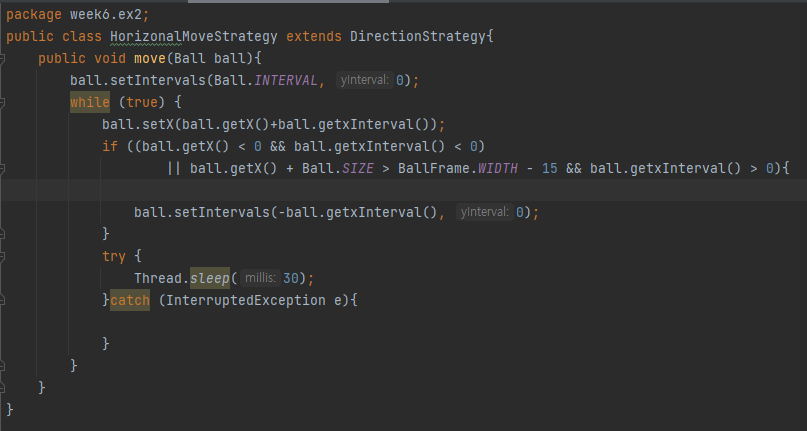 package week6.ex2;
public class HorizonalMoveStrategy extends DirectionStrategy{
    public void move(Ball ball){
        ball.setIntervals(Ball.INTERVAL, yInterval: 0);
        while (true) {
            ball.setX(ball.getX()+ball.getxInterval());
            if ((ball.getX() < 0 && ball.getxInterval() < 0)
                    || ball.getX() + Ball.SIZE > BallFrame.WIDTH - 15 && ball.getxInterval() > 0){
                ball.setIntervals(-ball.getxInterval(), yInterval: 0);
            }
            try {
                Thread.sleep( millis: 30);
            }catch (InterruptedException e){
            }
        }
    }
}